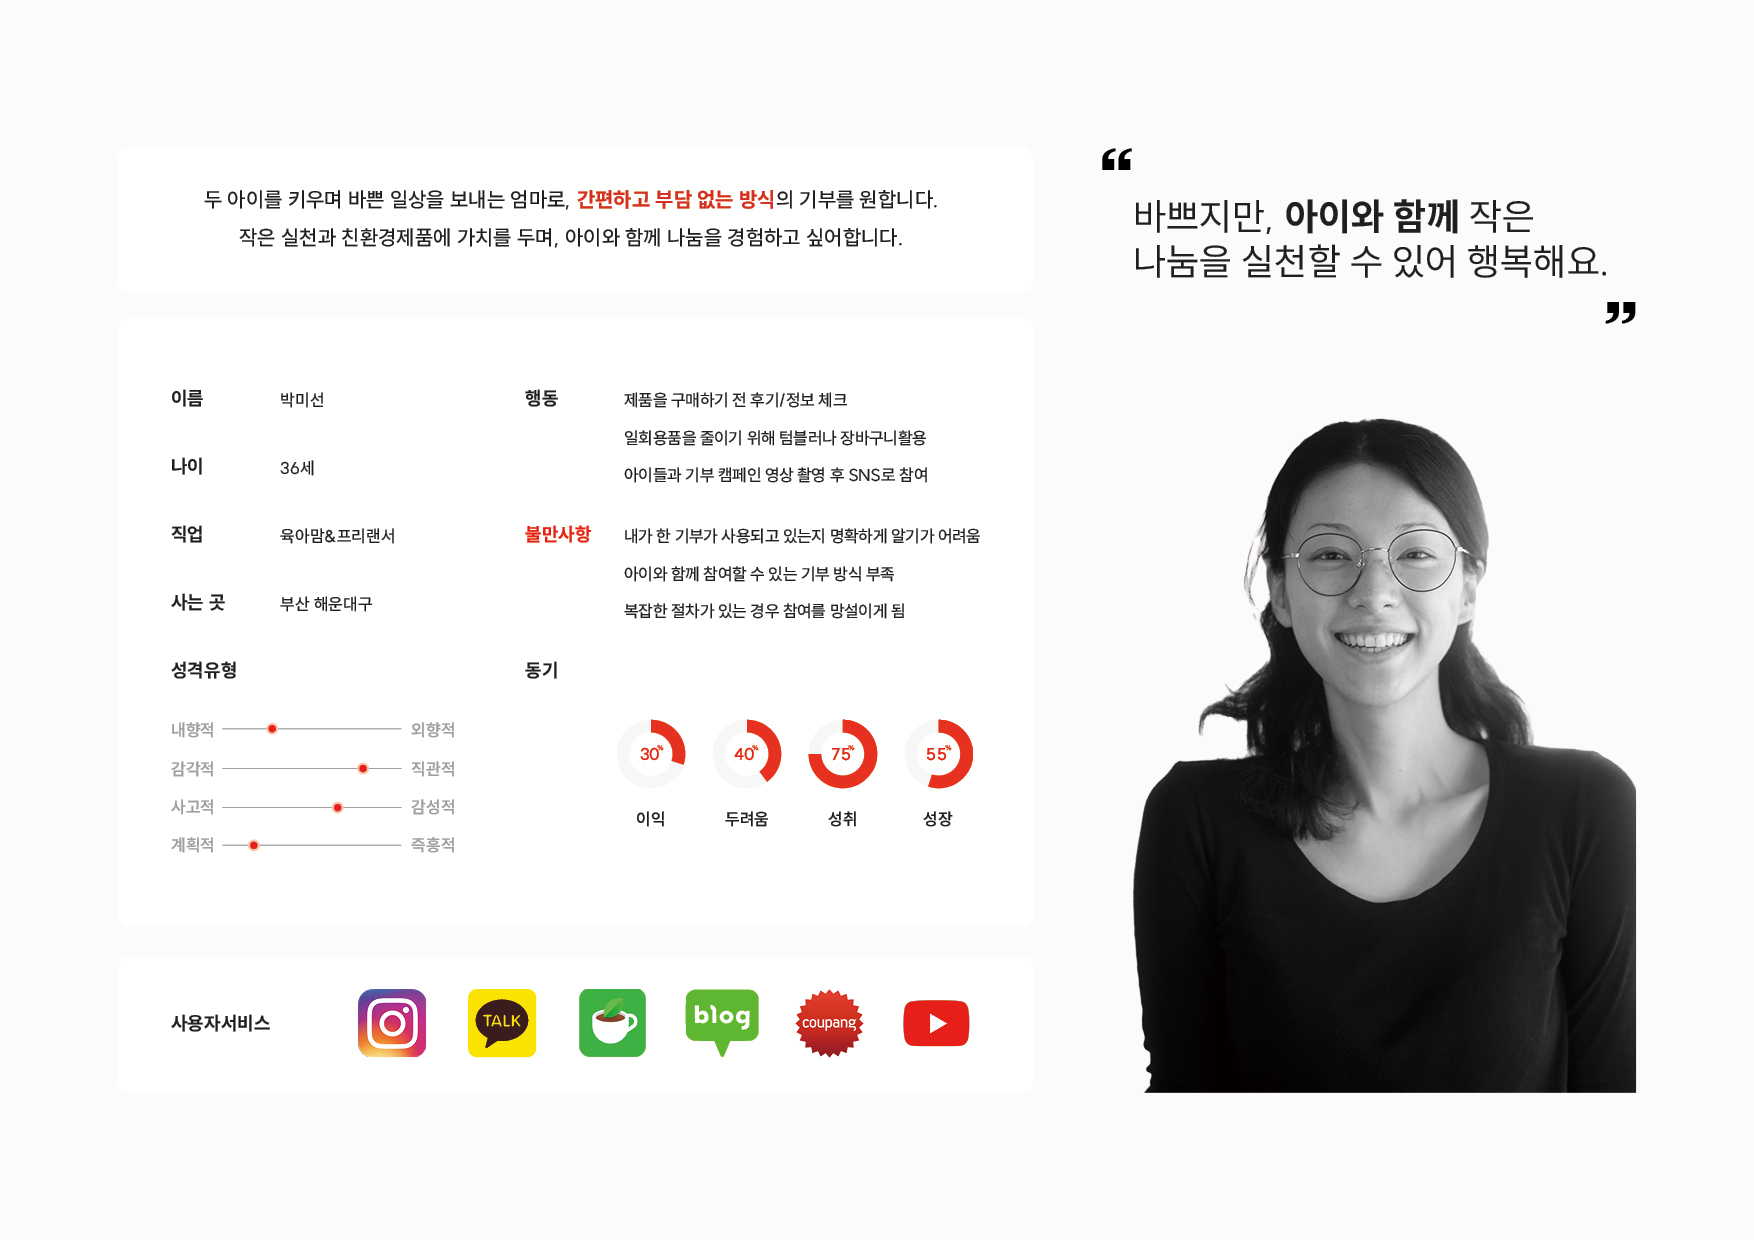 두 아이를 키우며 바쁜 일상을 보내는 엄마로, 간편하고 부담 없는 방식의 기부를 원합니다.
작은 실천과 친환경제품에 가치를 두며, 아이와 함께 나눔을 경험하고 싶어합니다.
“
바쁘지만, 아이와 함께 작은
나눔을 실천할 수 있어 행복해요.
”
이름 박미선
나이 36세
직업 육아맘&프리랜서
사는 곳 부산 해운대구
성격유형
내향적 외향적
감각적 직관적
사고적 감성적
계획적 즉흥적
행동 제품을 구매하기 전 후기/정보 체크
일회용품을 줄이기 위해 텀블러나 장바구니활용
아이들과 기부 캠페인 영상 촬영 후 SNS로 참여
불만사항 내가 한 기부가 사용되고 있는지 명확하게 알기가 어려움
아이와 함께 참여할 수 있는 기부 방식 부족
복잡한 절차가 있는 경우 참여를 망설이게 됨
동기
30% 40% 75% 55%
이익 두려움 성취 성장
사용자서비스
TALK blog coupang